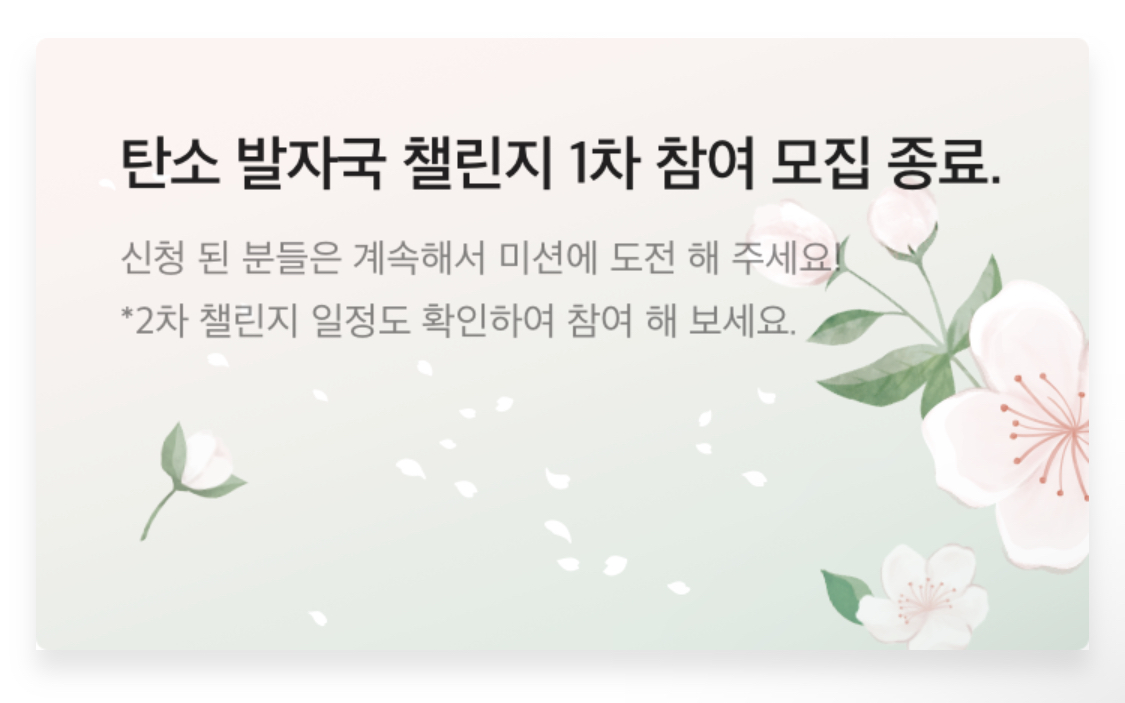 탄소 발자국 챌린지 1차 참여 모집 종료.
신청 된 분들은 계속해서 미션에 도전 해 주세요!
*2차 챌린지 일정도 확인하여 참여 해 보세요.